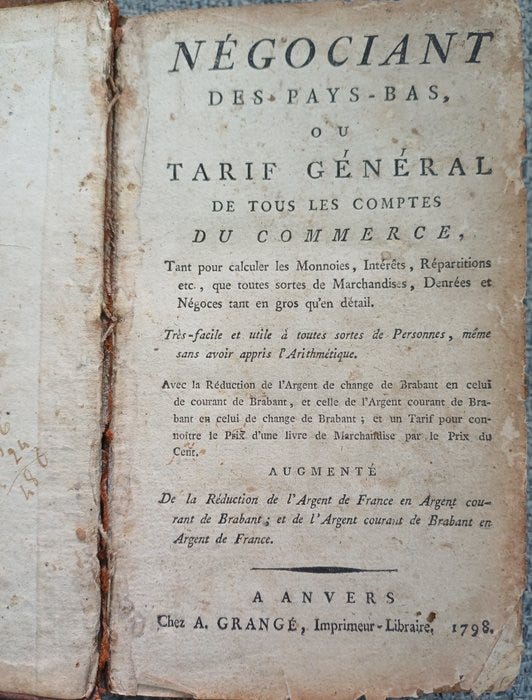 NÉGOCIANT
DES PAYS-BAS,
OU
TARIF GÉNÉRAL
DE TOUS LES COMPTES
DU COMMERCE,
Tant pour calculer les Monnoies, Intérêts, Répartitions
etc., que toutes sortes de Marchandises, Denrées et
Négoces tant en gros qu'en détail.
Très-facile et utile à toutes sortes de Personnes, même
sans avoir appris l'Arithmétique.
Avec la Réduction de l'Argent de change de Brabant en celui
de courant de Brabant, et celle de l'Argent courant de Bra-
bant en celui de change de Brabant; et un Tarif pour con-
noitre le Prix d'une livre de Marchandise par le Prix du
Cent.
AUGMENTÉ
De la Réduction de l'Argent de France en Argent cou-
rant de Brabant; et de l'Argent courant de Brabant en
Argent de France.
A ANVERS
Chez A. GRANGÉ, Imprimeur-Libraire, 1798.
24